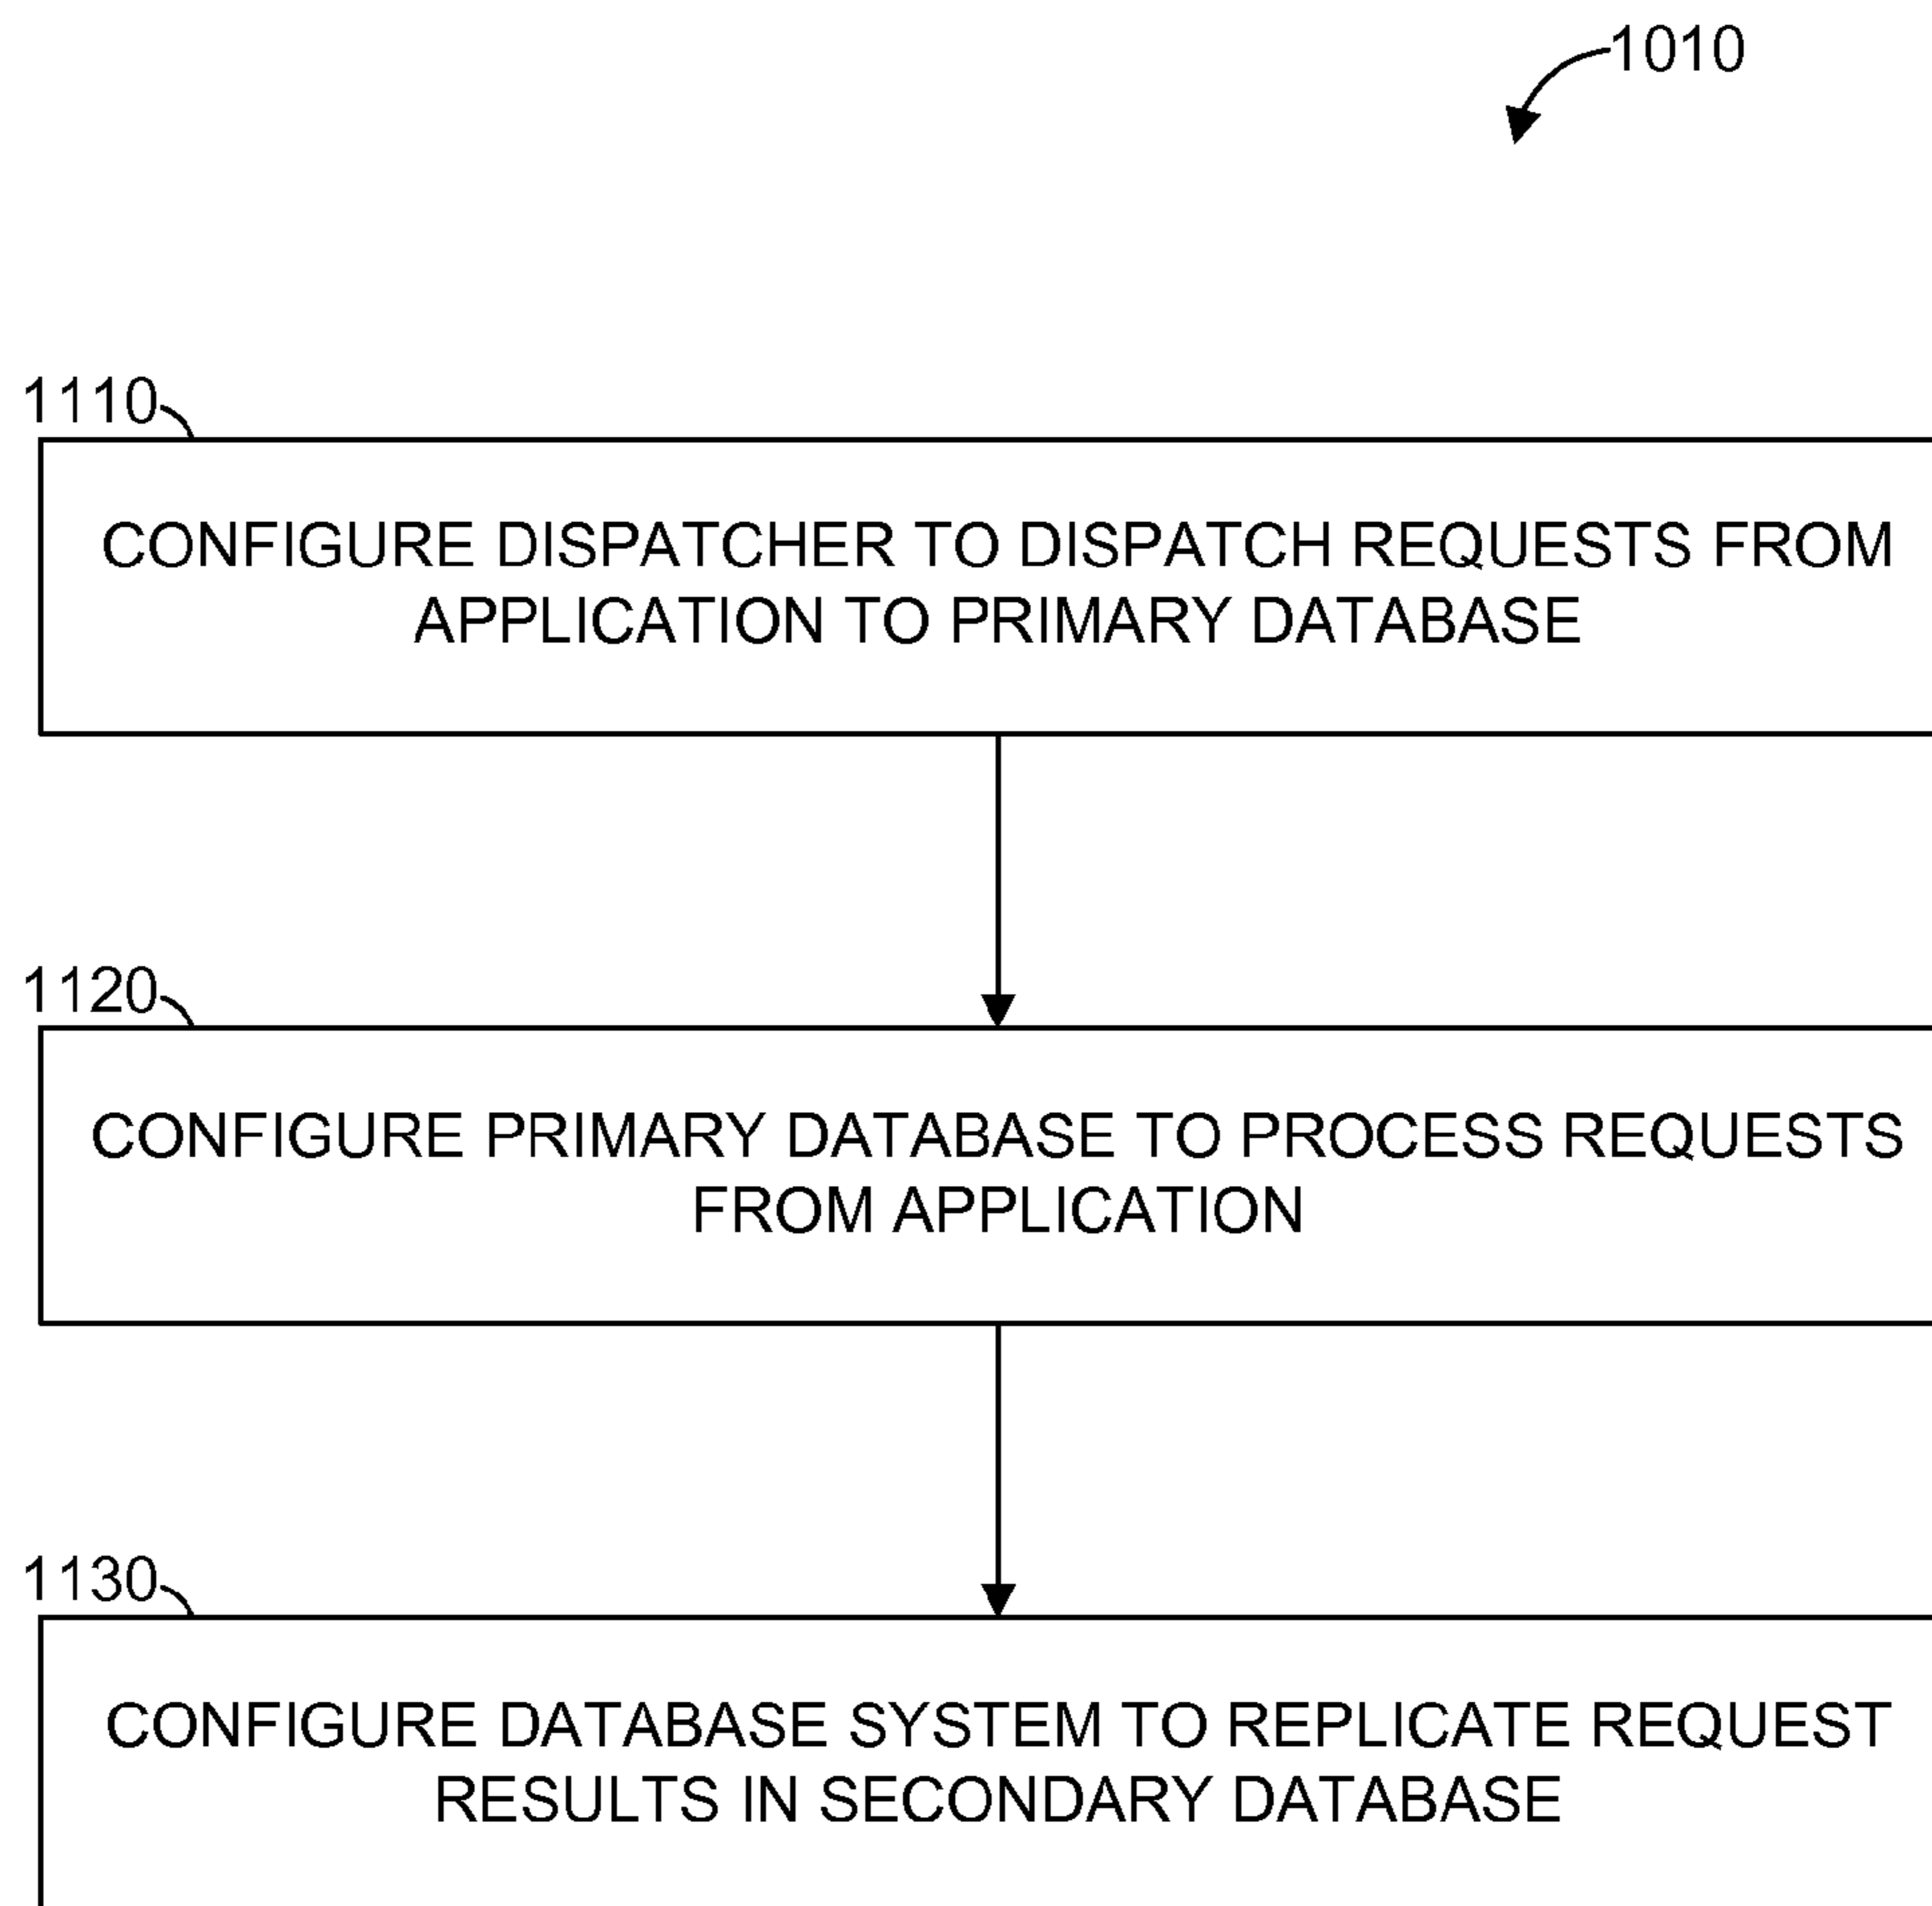 1010
1110
CONFIGURE DISPATCHER TO DISPATCH REQUESTS FROM
APPLICATION TO PRIMARY DATABASE
1120
CONFIGURE PRIMARY DATABASE TO PROCESS REQUESTS
FROM APPLICATION
1130
CONFIGURE DATABASE SYSTEM TO REPLICATE REQUEST
RESULTS IN SECONDARY DATABASE